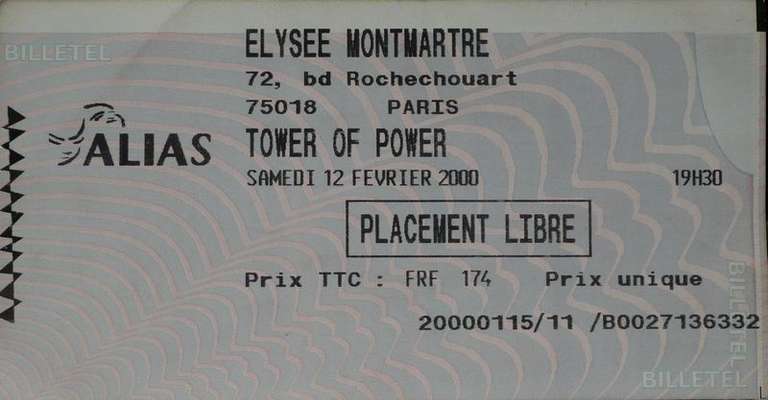 BILLETEL
ELYSEE MONTMARTRE
72, bd Rochechouart
75018 PARIS
ALIAS
TOWER OF POWER
SAMEDI 12 FEVRIER 2000 19H30
PLACEMENT LIBRE
Prix TTC : FRF 174 Prix unique
20000115/11 /B0027136332
BILLETEL
BILLETEL